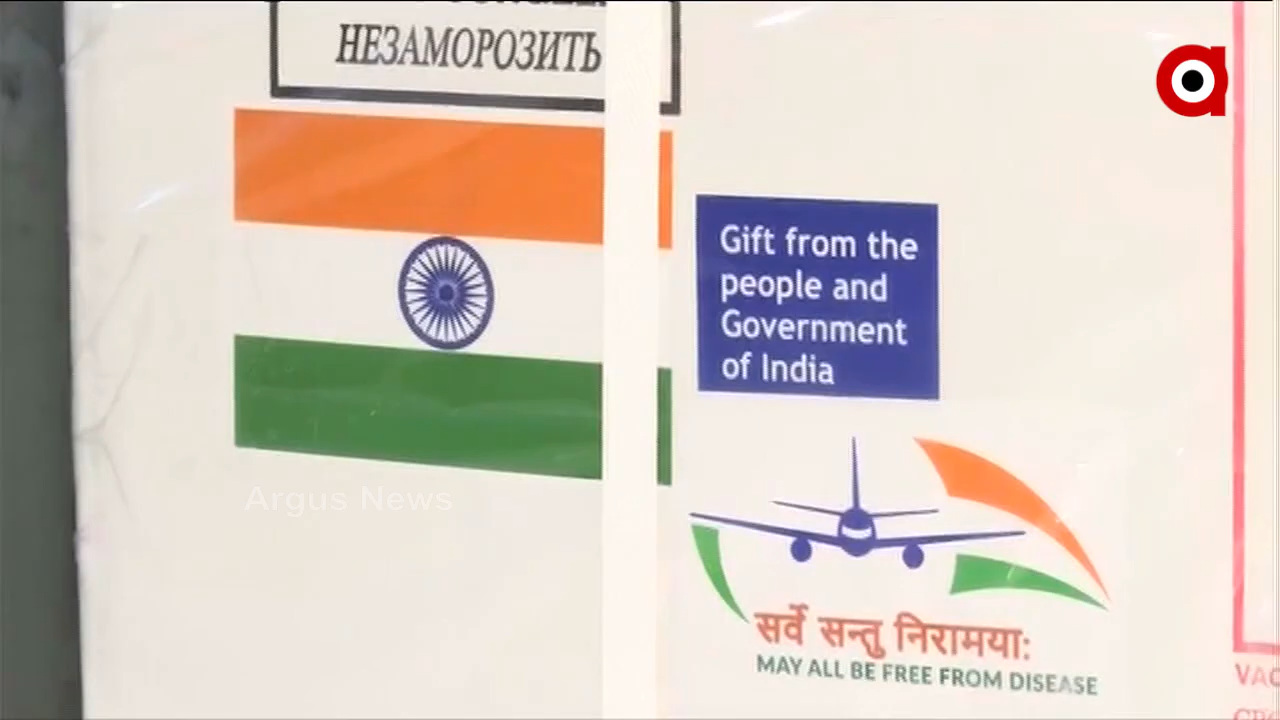 НЕЗАМОРОЗИТЬ
Gift from the
people and
Government
of India
Argus News
सर्वे सन्तु निरामयाः
MAY ALL BE FREE FROM DISEASE